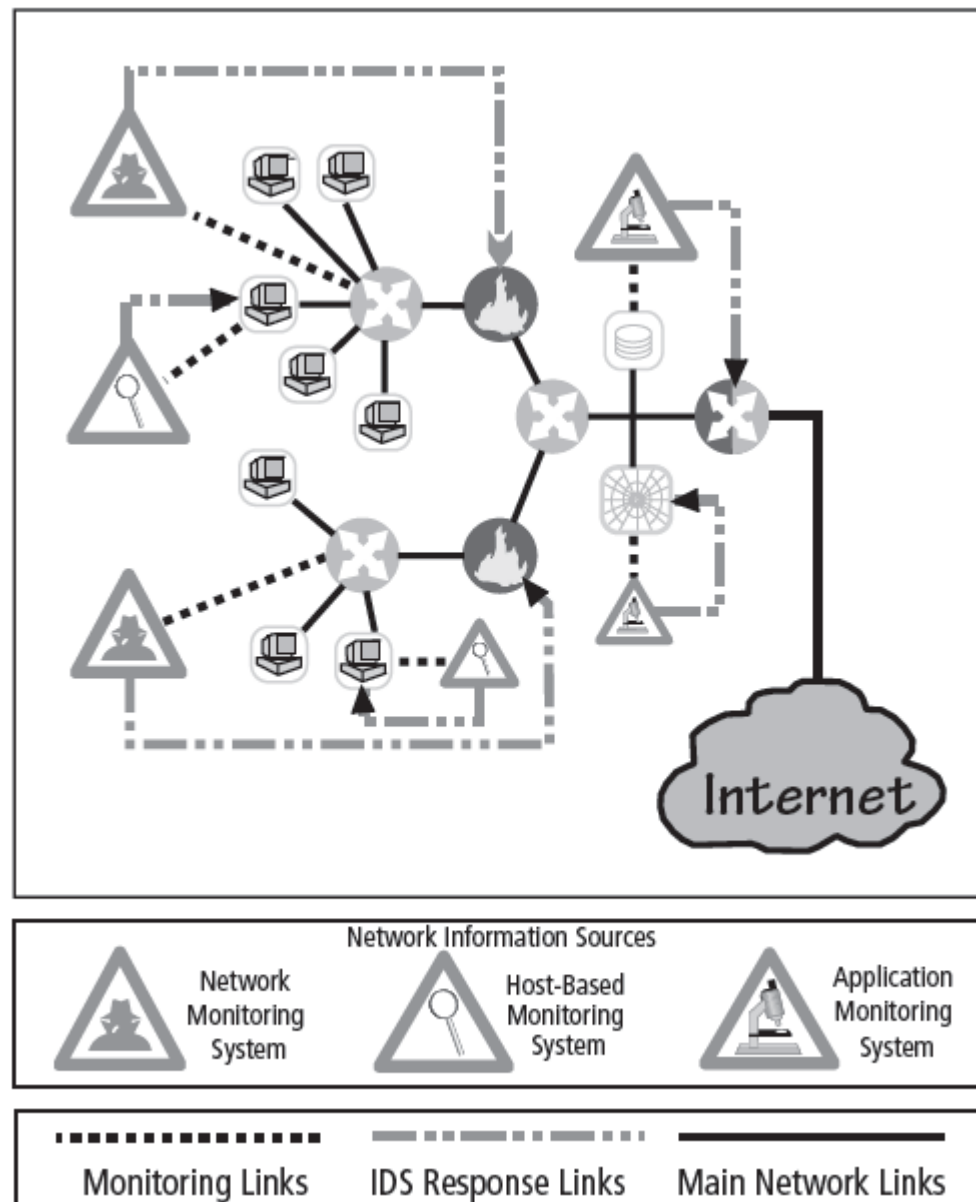 Internet
Network Information Sources
Network
Monitoring
System
Host-Based
Monitoring
System
Application
Monitoring
System
Monitoring Links
IDS Response Links
Main Network Links